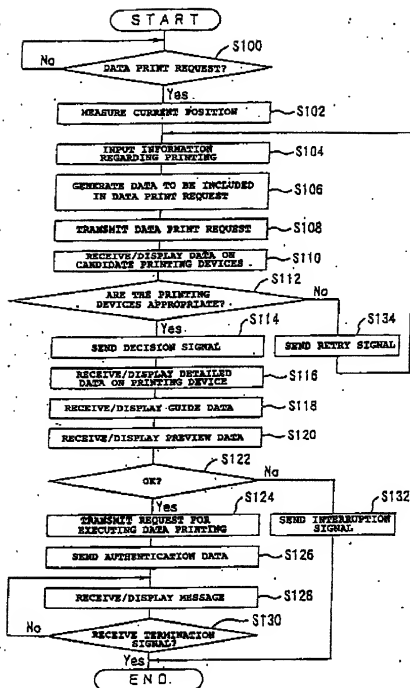 START
S100
No
DATA PRINT REQUEST?
Yes
MEASURE CURRENT POSITION
S102
INPUT INFORMATION
REGARDING PRINTING
S104
GENERATE DATA TO BE INCLUDED
IN DATA PRINT REQUEST
S106
TRANSMIT DATA PRINT REQUEST
S108
RECEIVE/DISPLAY DATA ON
CANDIDATE PRINTING DEVICES
S110
S112
ARE THE PRINTING
DEVICES APPROPRIATE?
No
S114
Yes
S134
SEND DECISION SIGNAL
SEND RETRY SIGNAL
RECEIVE/DISPLAY DETAILED
DATA ON PRINTING DEVICE
S116
RECEIVE/DISPLAY GUIDE DATA
S118
RECEIVE/DISPLAY PREVIEW DATA
S120
S122
OK?
No
S124
Yes
S132
TRANSMIT REQUEST FOR
EXECUTING DATA PRINTING
SEND INTERRUPTION
SIGNAL
SEND AUTHENTICATION DATA
S126
RECEIVE/DISPLAY MESSAGE
S128
S130
No
RECEIVE TERMINATION
SIGNAL?
Yes
END.